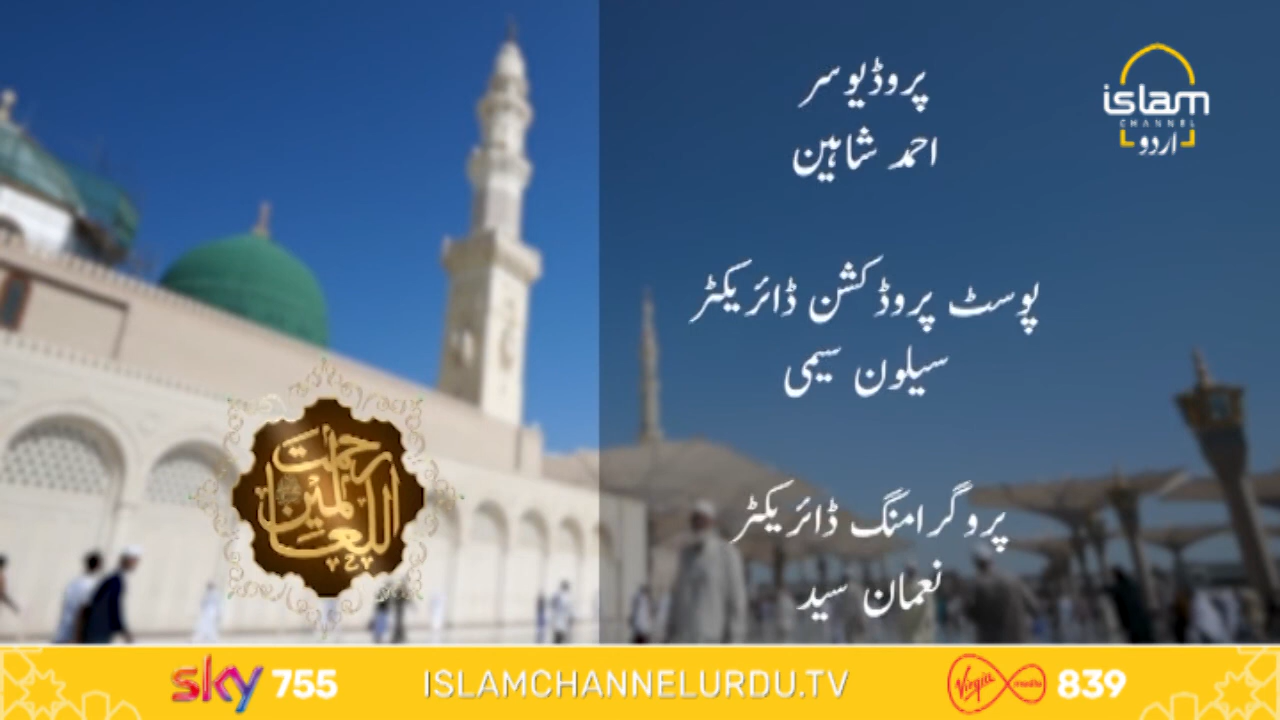 پروڈیوسر
احمد شاہین
پوسٹ پروڈکشن ڈائریکٹر
سیلون سیمی
پروگرامنگ ڈائریکٹر
نعمان سید
islam
CHANNEL
اردو
رحمت
اللعالمین
sky 755
ISLAMCHANNELURDU.TV
Virgin media 839